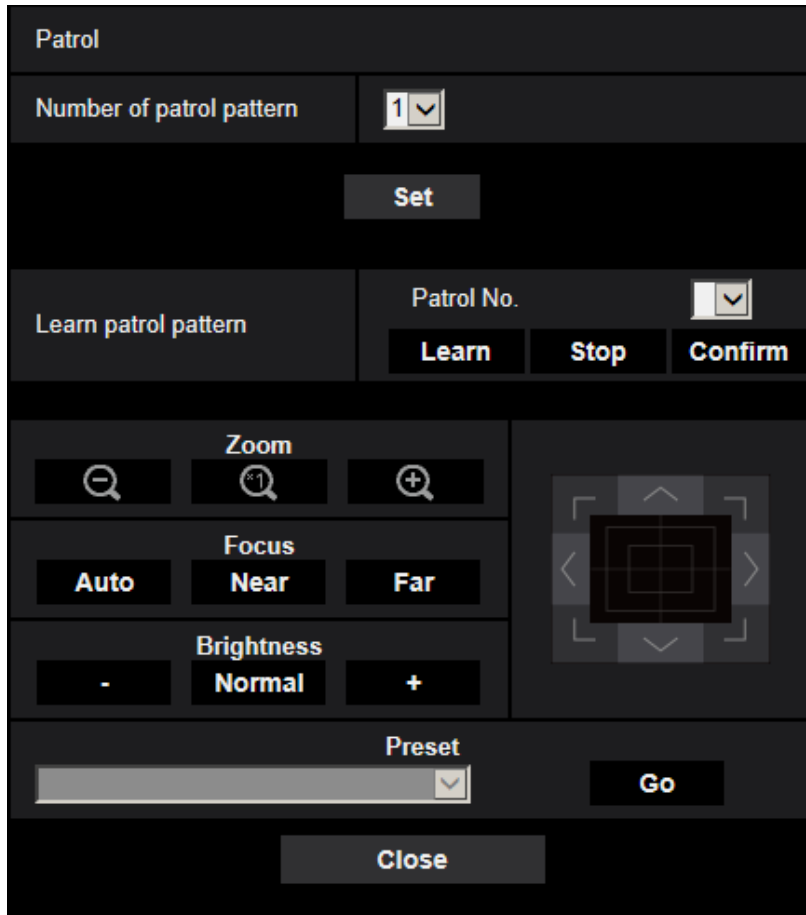 Patrol
Number of patrol pattern 1
Set
Patrol No.
Learn patrol pattern
Learn Stop Confirm
Zoom
×1
Focus
Auto Near Far
Brightness
- Normal +
Preset
Go
Close